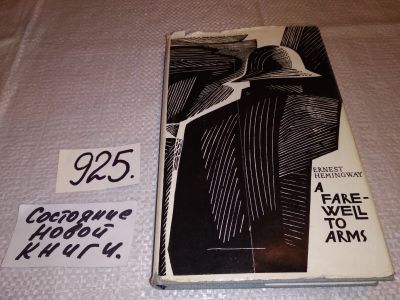 925.
Состояние
новой
книги.
ERNEST
HEMINGWAY
A
FARE-
WELL
TO
ARMS